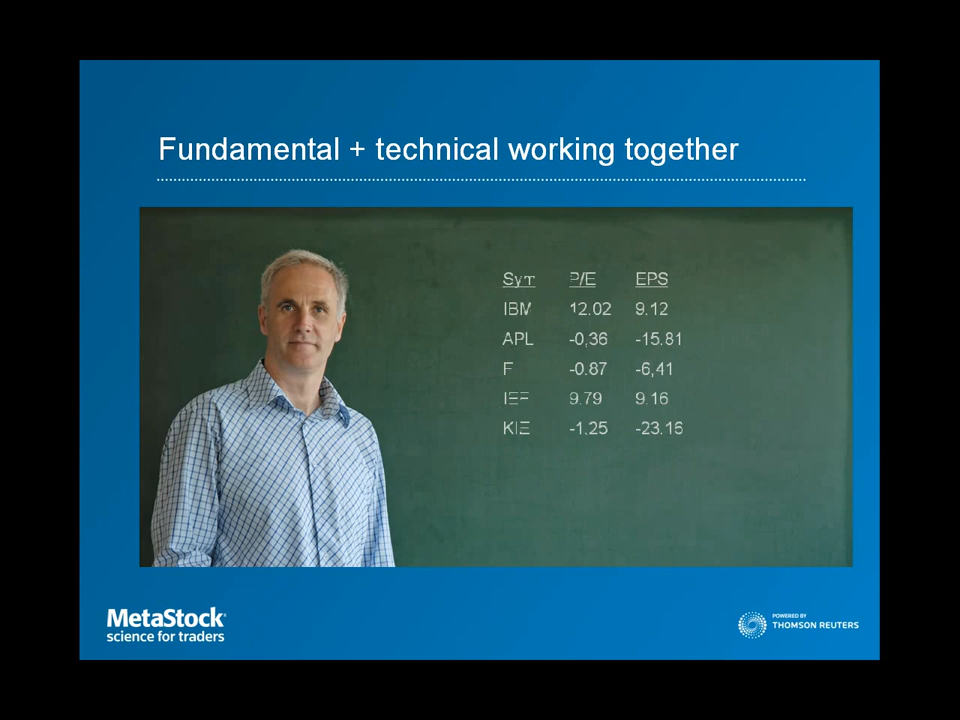 Fundamental + technical working together
Sym P/E EPS
IBM 12.02 9.12
APL -0,36 -15.81
F -0.87 -6,41
IEF 9.79 9.16
KIE -1.25 -23.16
MetaStock
science for traders
POWERED BY
THOMSON REUTERS